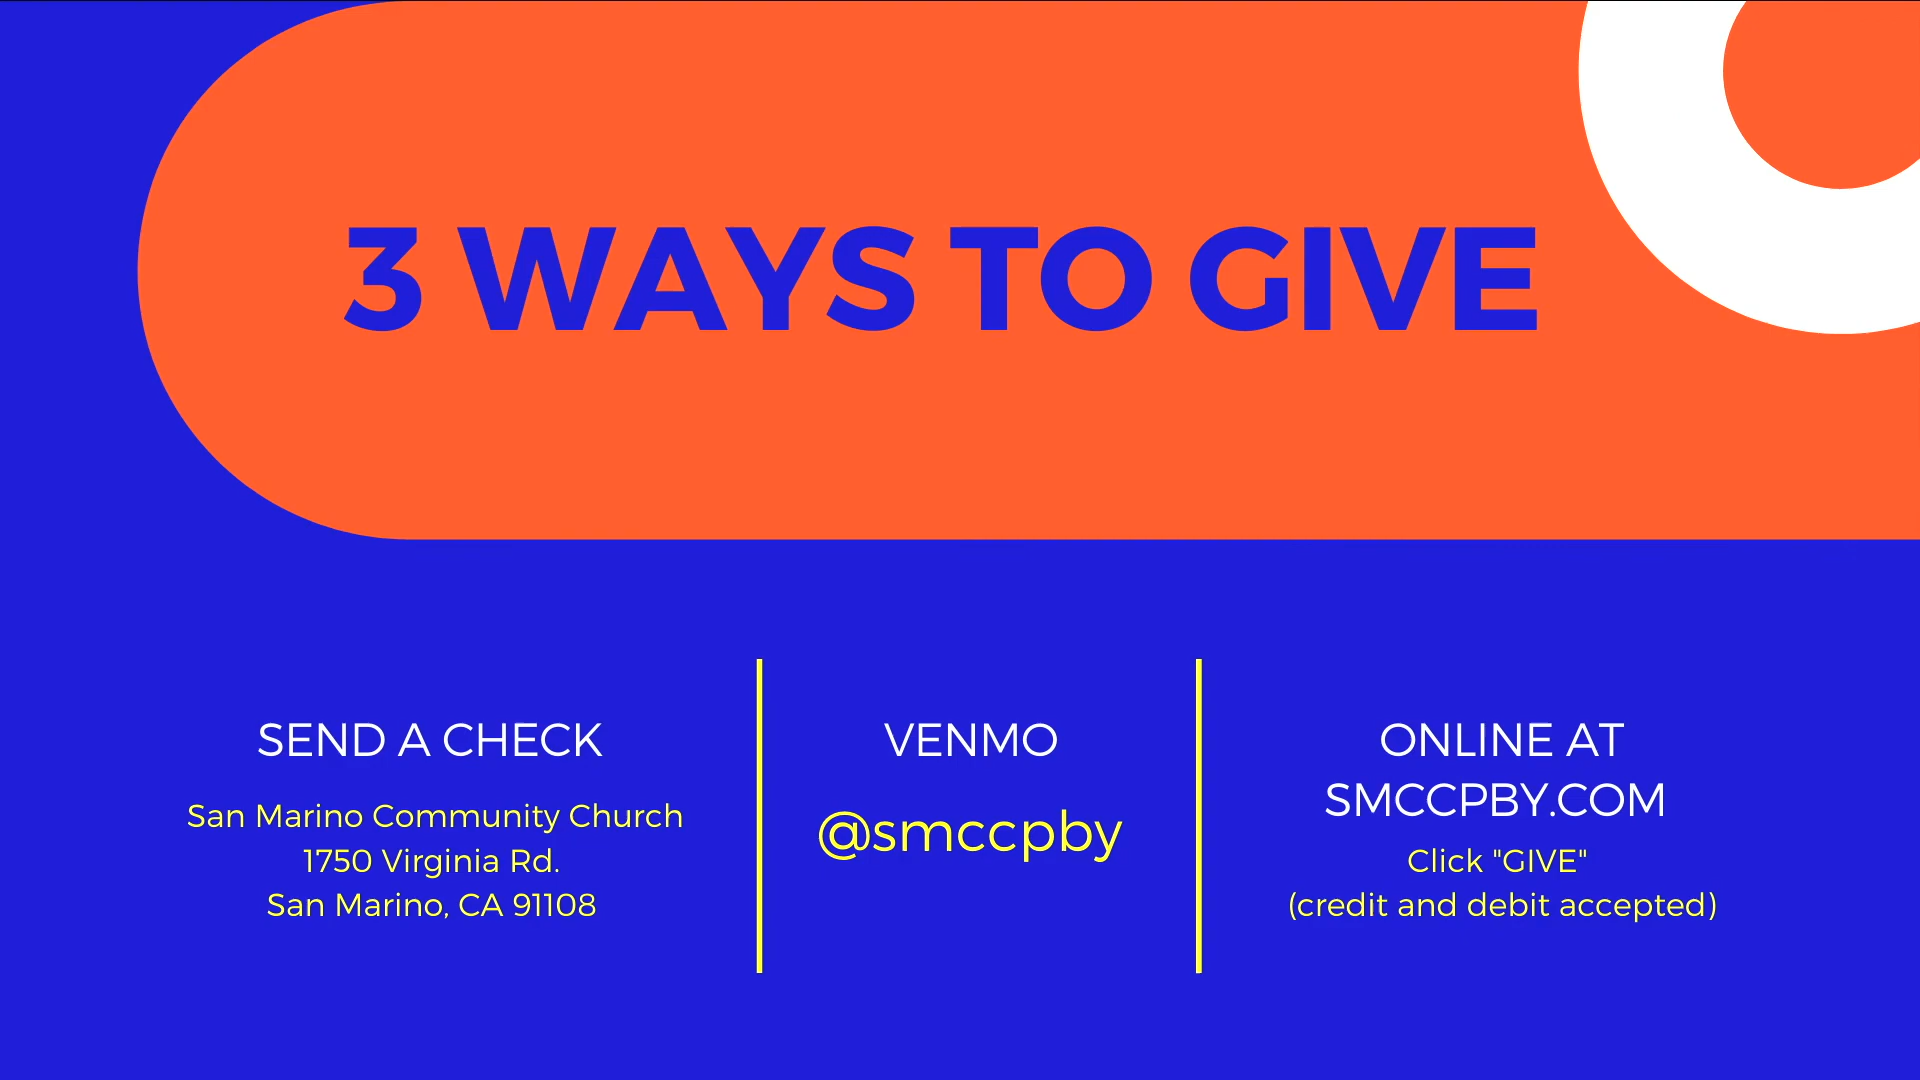 3 WAYS TO GIVE
SEND A CHECK
San Marino Community Church
1750 Virginia Rd.
San Marino, CA 91108
VENMO
@smccpby
ONLINE AT
SMCCPBY.COM
Click "GIVE"
(credit and debit accepted)